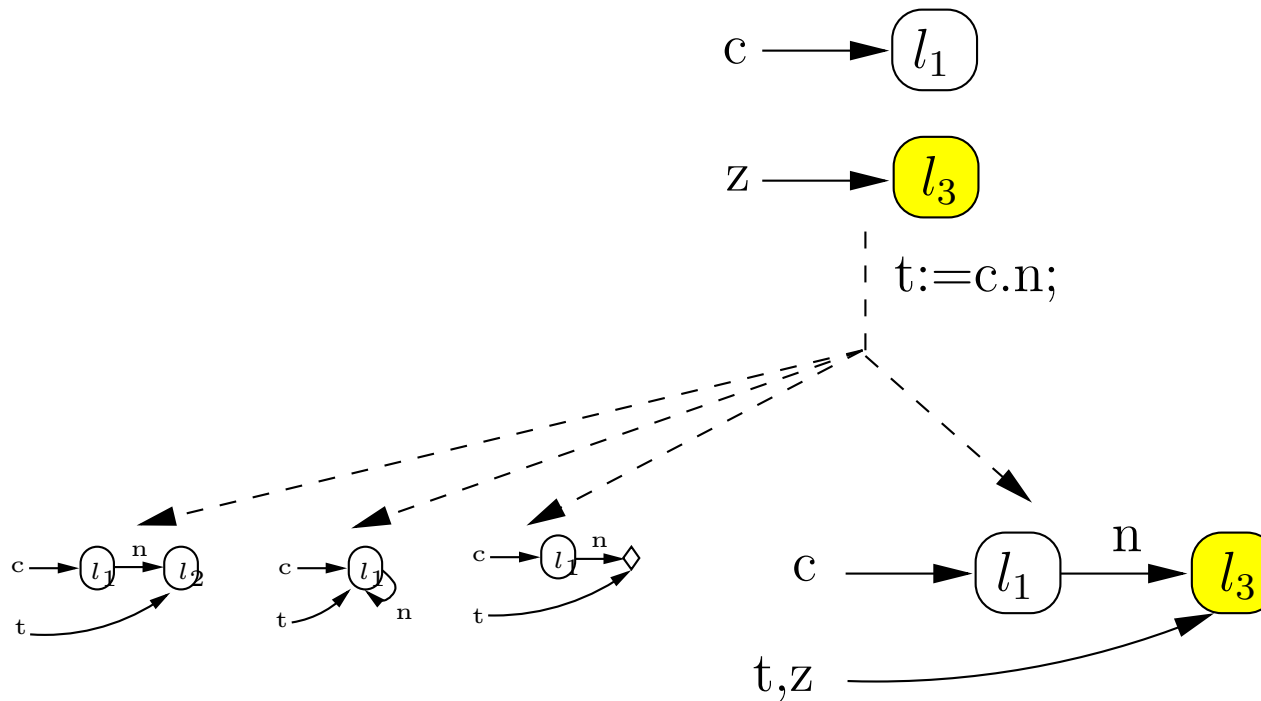 c l1
z l3
t:=c.n;
c l1 n l2
t
c l1 n
t
c l1 n
t
c l1 n l3
t,z